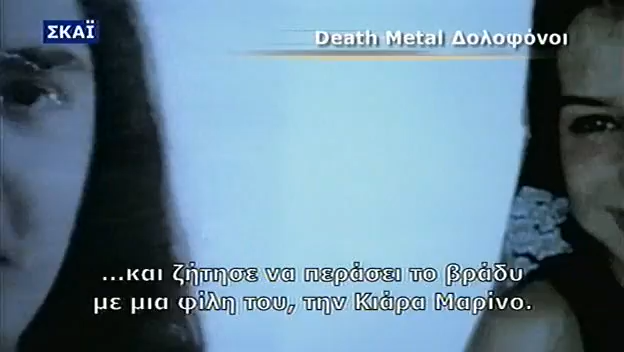 ΣΚΑΪ
Death Metal Δολοφόνοι
...και ζήτησε να περάσει το βράδυ
με μια φίλη του, την Κιάρα Μαρίνο.